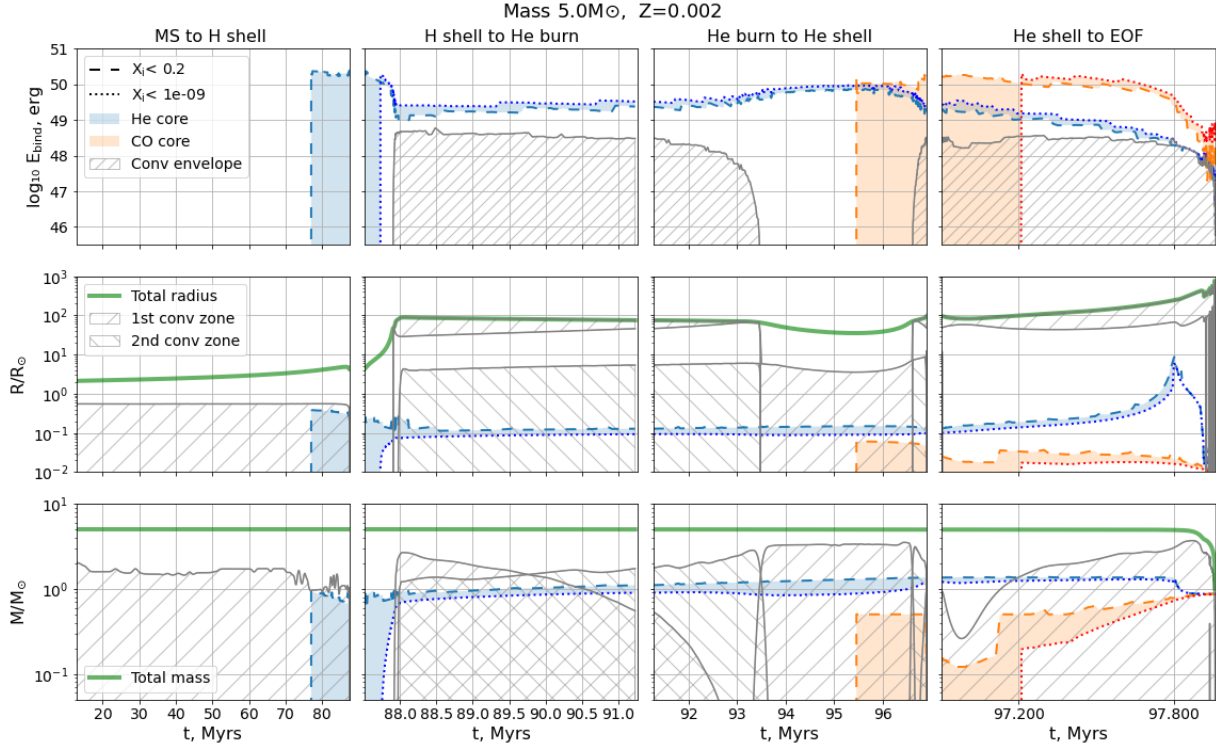 Mass 5.0M⊙, Z=0.002
MS to H shell
H shell to He burn
He burn to He shell
He shell to EOF
log₁₀ E_bind, erg
51
50
49
48
47
46
X_i< 0.2
X_i< 1e-09
He core
CO core
Conv envelope
R/R⊙
10³
10²
10¹
10⁰
10⁻¹
10⁻²
Total radius
1st conv zone
2nd conv zone
M/M⊙
10¹
10⁰
10⁻¹
Total mass
20 30 40 50 60 70 80
88.0 88.5 89.0 89.5 90.0 90.5 91.0
92 93 94 95 96
97.200 97.800
t, Myrs
t, Myrs
t, Myrs
t, Myrs